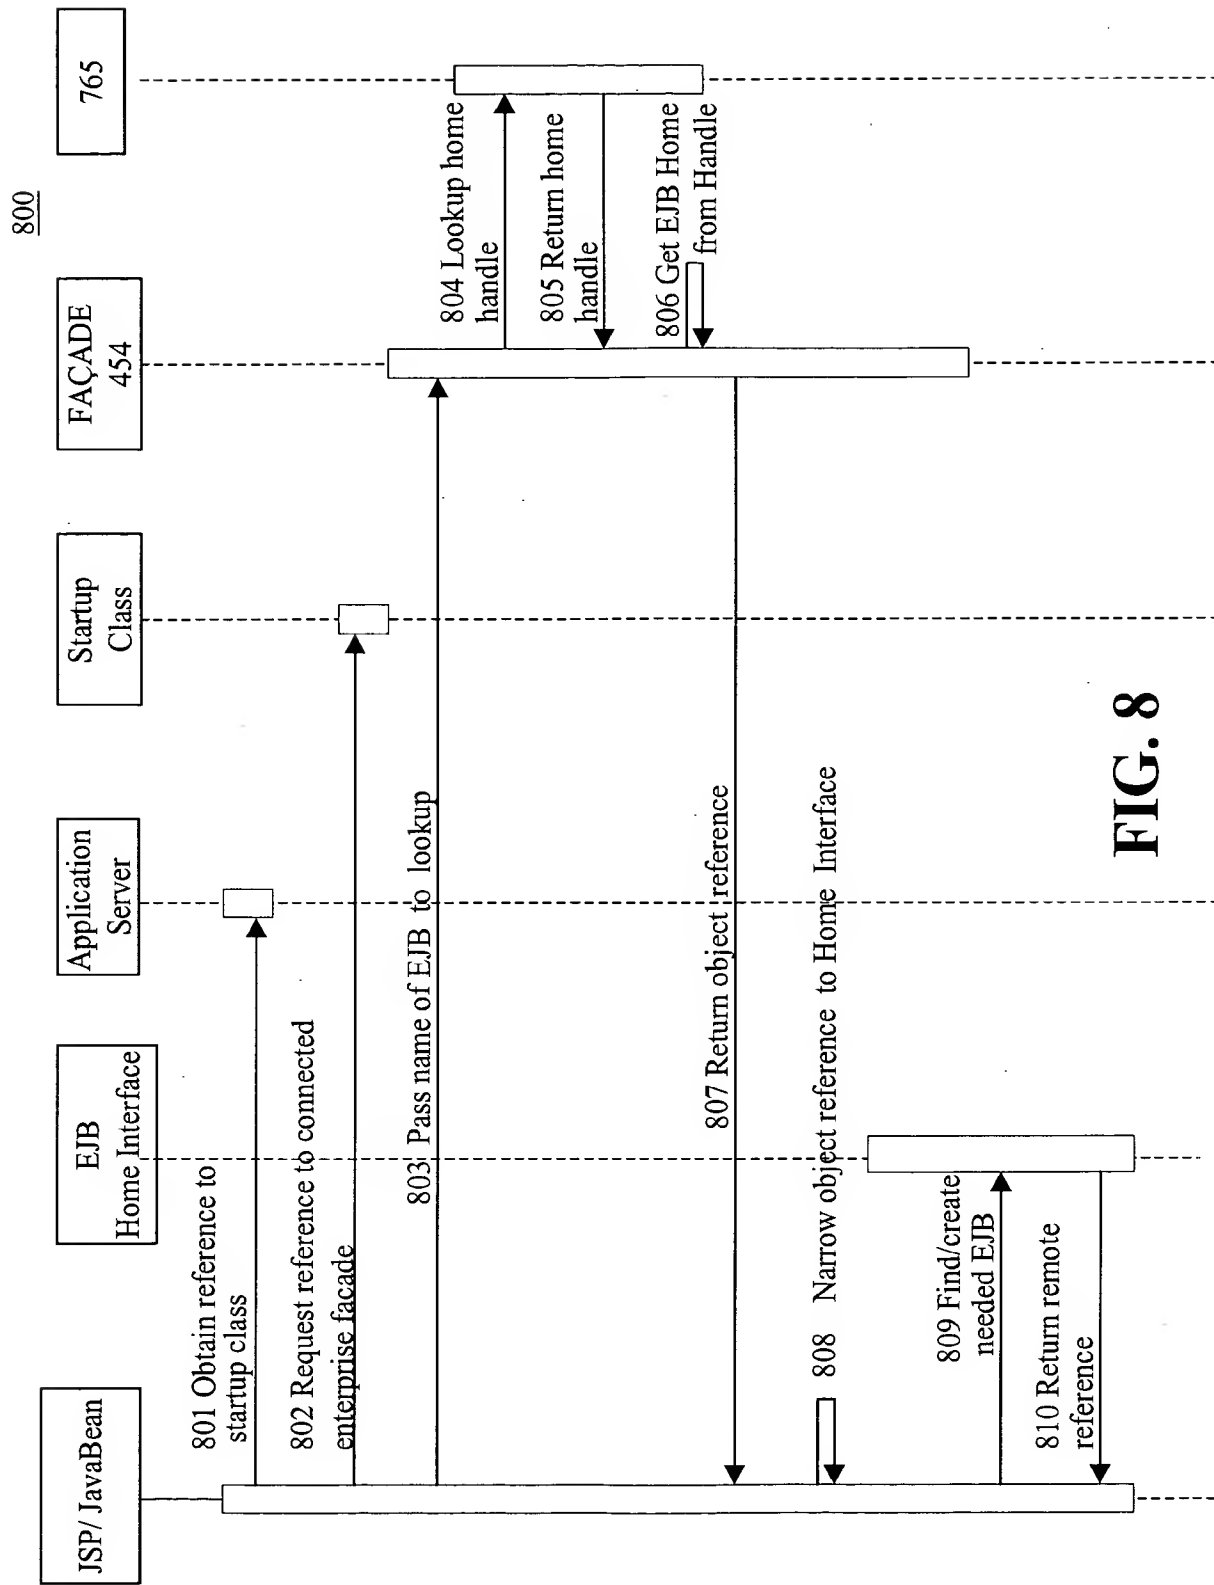 800
JSP/ JavaBean
EJB
Home Interface
Application
Server
Startup
Class
FAÇADE
454
765
801 Obtain reference to
startup class
802 Request reference to connected
enterprise facade
803 Pass name of EJB to lookup
804 Lookup home
handle
805 Return home
handle
806 Get EJB Home
from Handle
807 Return object reference
808 Narrow object reference to Home Interface
809 Find/create
needed EJB
810 Return remote
reference
FIG. 8